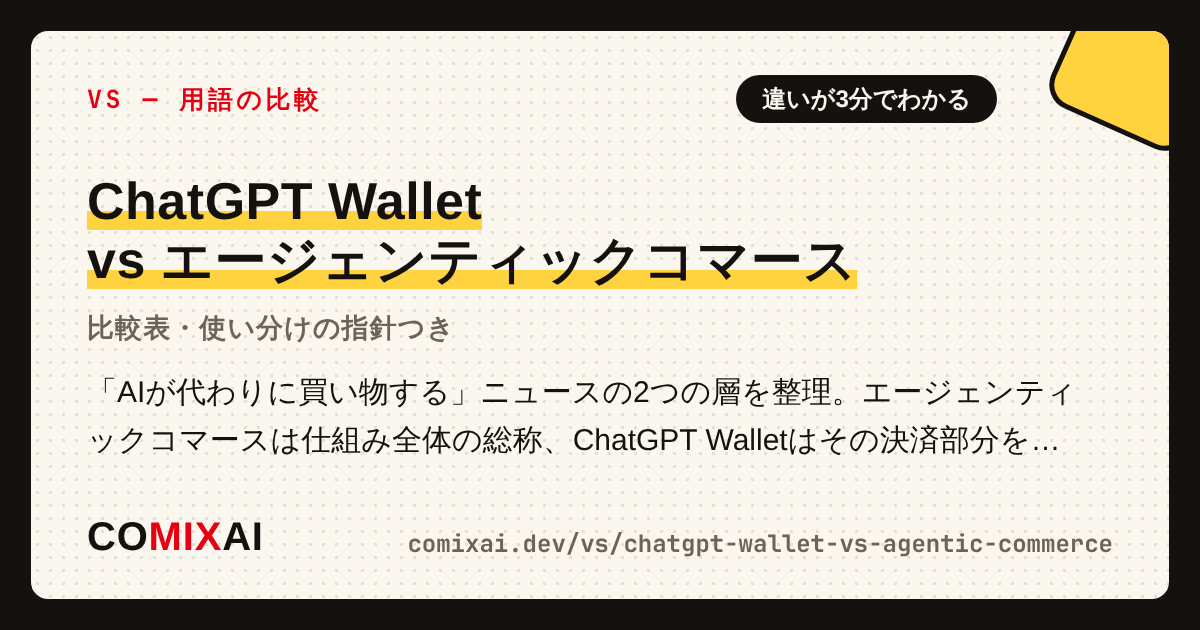 VS — 用語の比較
違いが3分でわかる
ChatGPT Wallet
vs エージェンティックコマース
比較表・使い分けの指針つき
「AIが代わりに買い物する」ニュースの2つの層を整理。エージェンティ
ックコマースは仕組み全体の総称、ChatGPT Walletはその決済部分を…
COMIXAI
comixai.dev/vs/chatgpt-wallet-vs-agentic-commerce